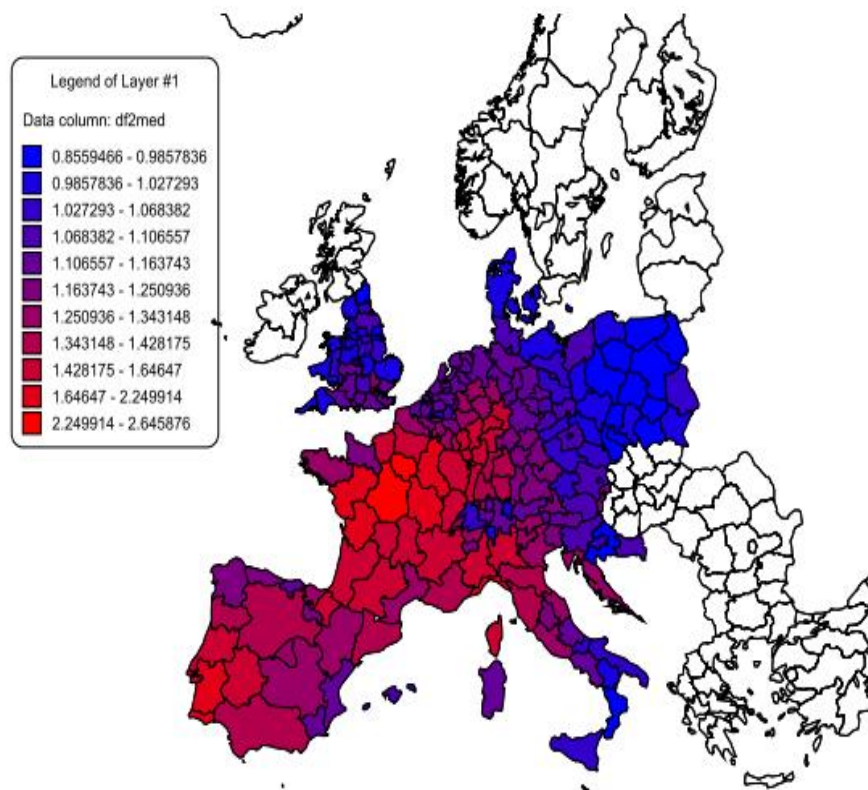 Legend of Layer #1
Data column: df2med
0.8559466 - 0.9857836
0.9857836 - 1.027293
1.027293 - 1.068382
1.068382 - 1.106557
1.106557 - 1.163743
1.163743 - 1.250936
1.250936 - 1.343148
1.343148 - 1.428175
1.428175 - 1.64647
1.64647 - 2.249914
2.249914 - 2.645876